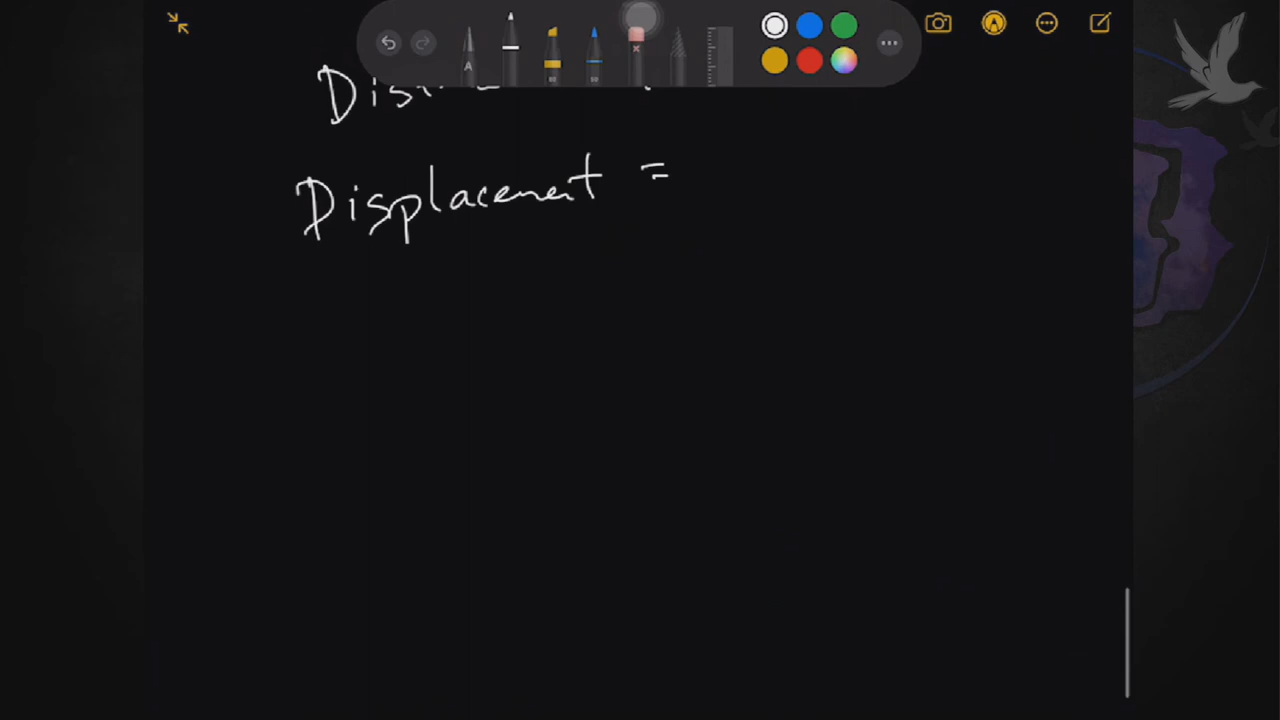 Displacement =